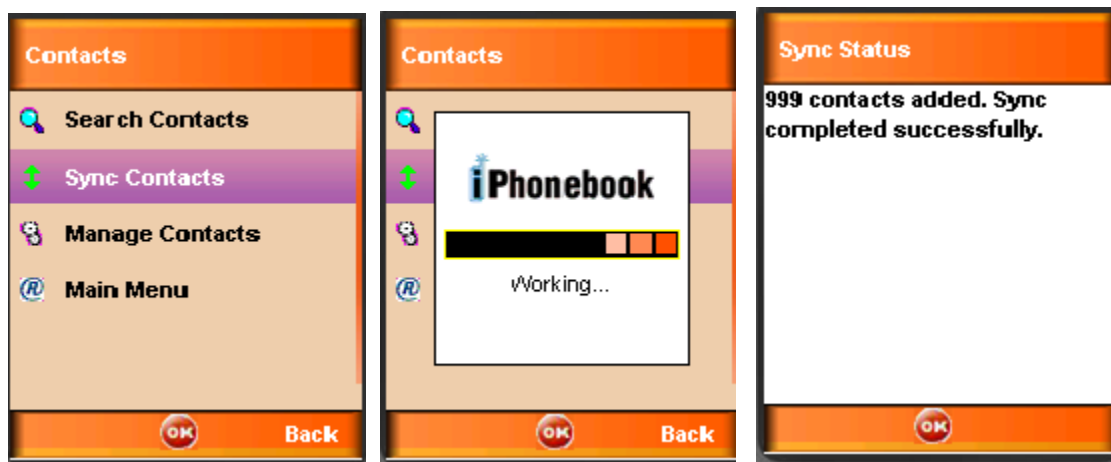 Contacts
Search Contacts
Sync Contacts
Manage Contacts
R
Main Menu
OK
Back
Contacts
R
iPhonebook
Working...
OK
Back
Sync Status
999 contacts added. Sync
completed successfully.
OK